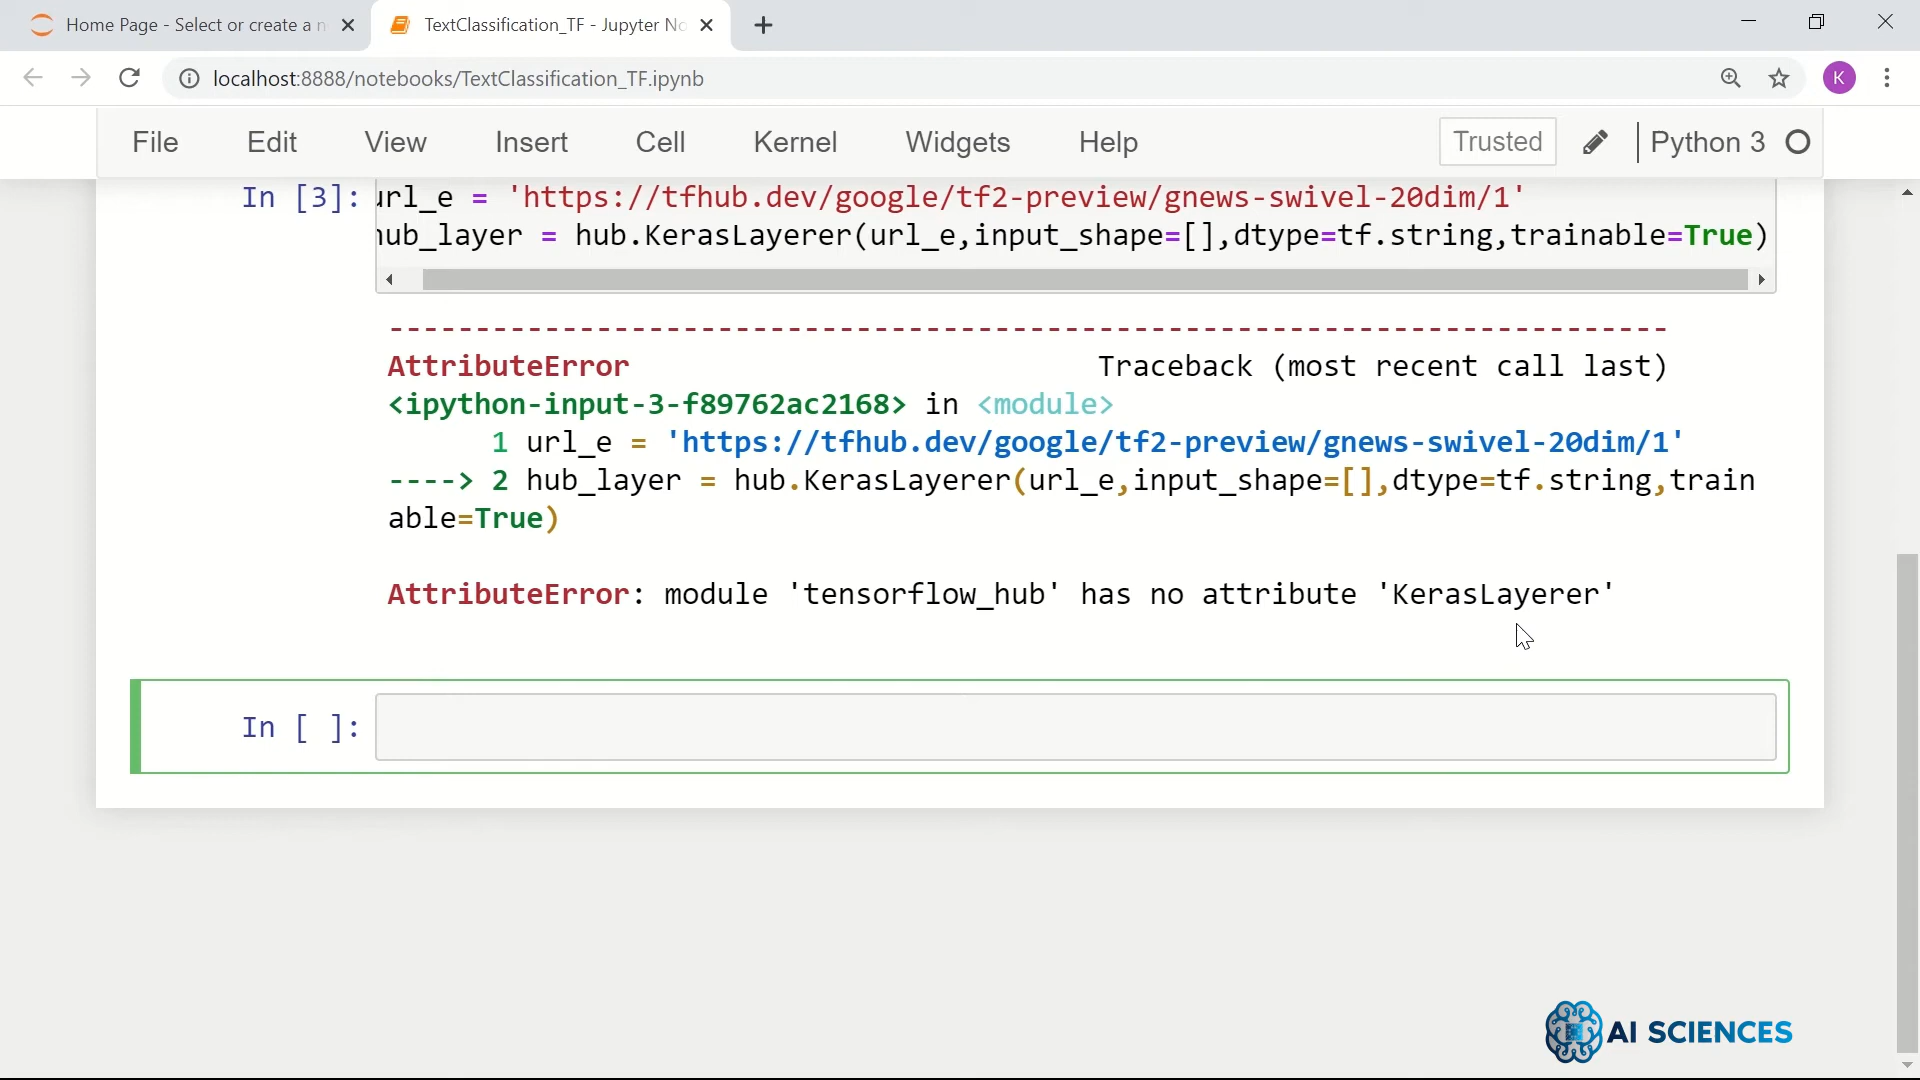 Home Page - Select or create a n
TextClassification_TF - Jupyter No
localhost:8888/notebooks/TextClassification_TF.ipynb
K
File Edit View Insert Cell Kernel Widgets Help Trusted Python 3
In [3]: url_e = 'https://tfhub.dev/google/tf2-preview/gnews-swivel-20dim/1'
hub_layer = hub.KerasLayerer(url_e,input_shape=[],dtype=tf.string,trainable=True)
---------------------------------------------------------------------------
AttributeError Traceback (most recent call last)
<ipython-input-3-f89762ac2168> in <module>
1 url_e = 'https://tfhub.dev/google/tf2-preview/gnews-swivel-20dim/1'
----> 2 hub_layer = hub.KerasLayerer(url_e,input_shape=[],dtype=tf.string,train
able=True)
AttributeError: module 'tensorflow_hub' has no attribute 'KerasLayerer'
In [ ]:
AI SCIENCES